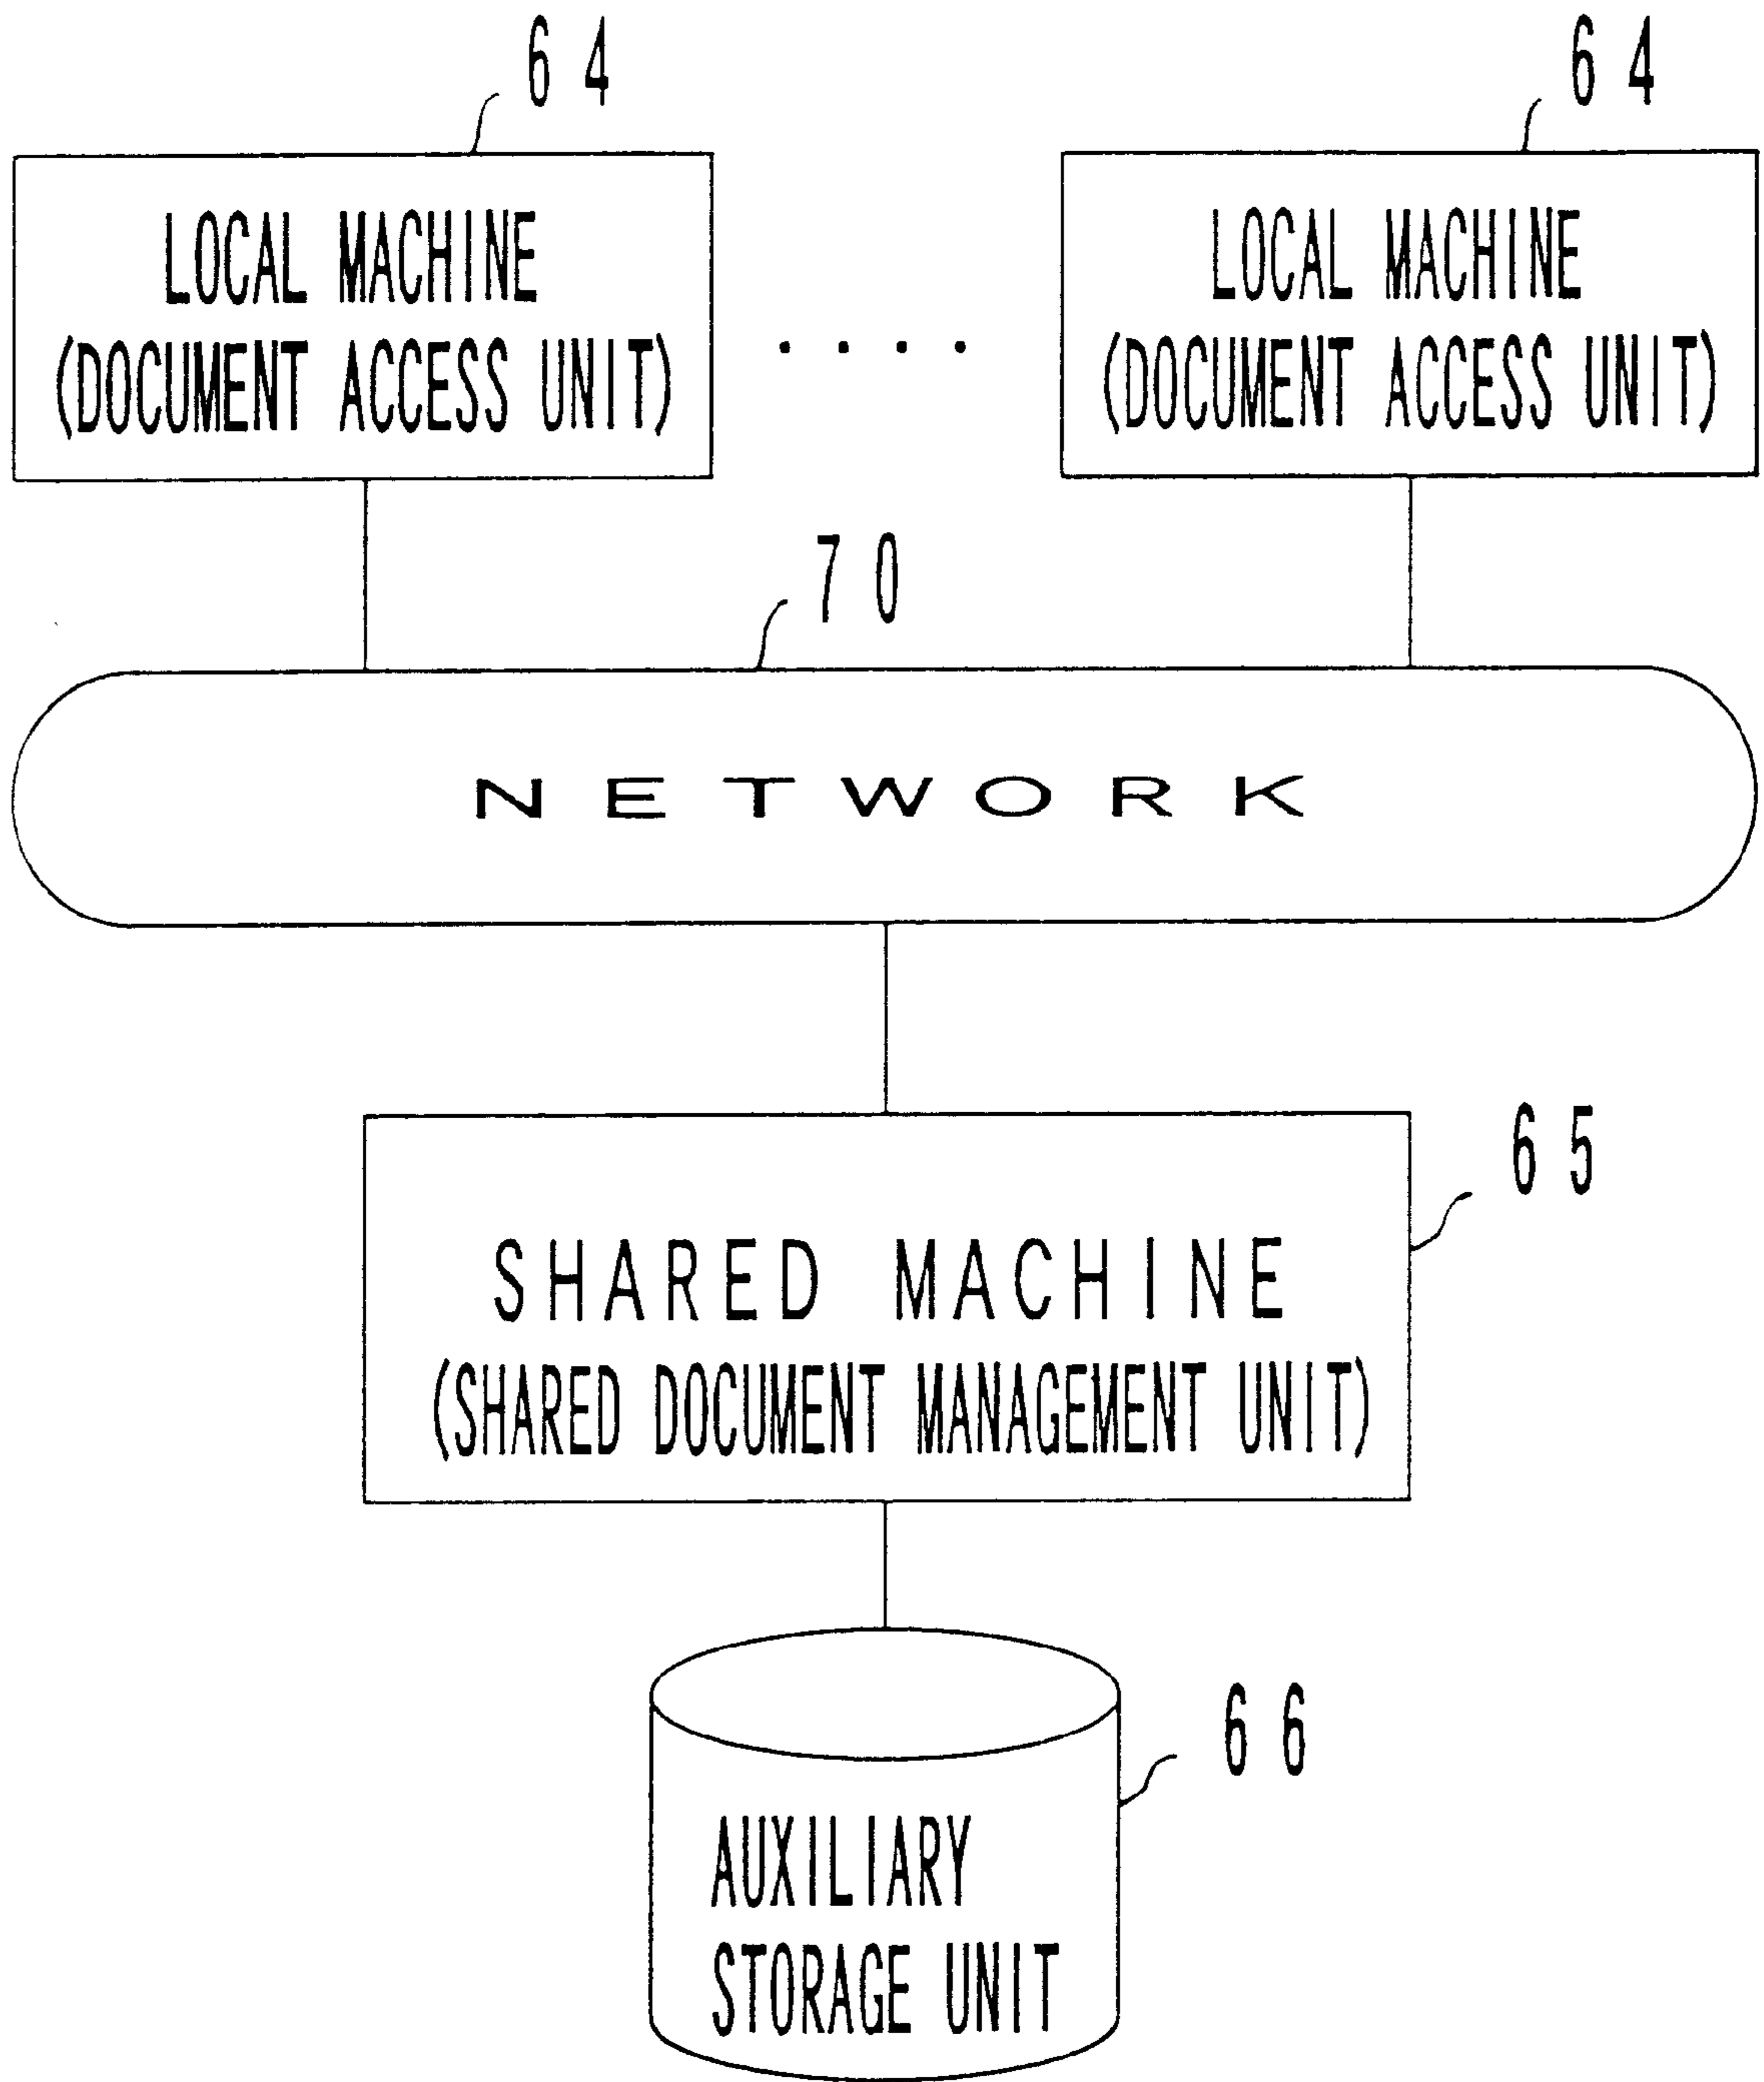 64
64
LOCAL MACHINE
(DOCUMENT ACCESS UNIT)
....
LOCAL MACHINE
(DOCUMENT ACCESS UNIT)
70
NETWORK
65
SHARED MACHINE
(SHARED DOCUMENT MANAGEMENT UNIT)
66
AUXILIARY
STORAGE UNIT